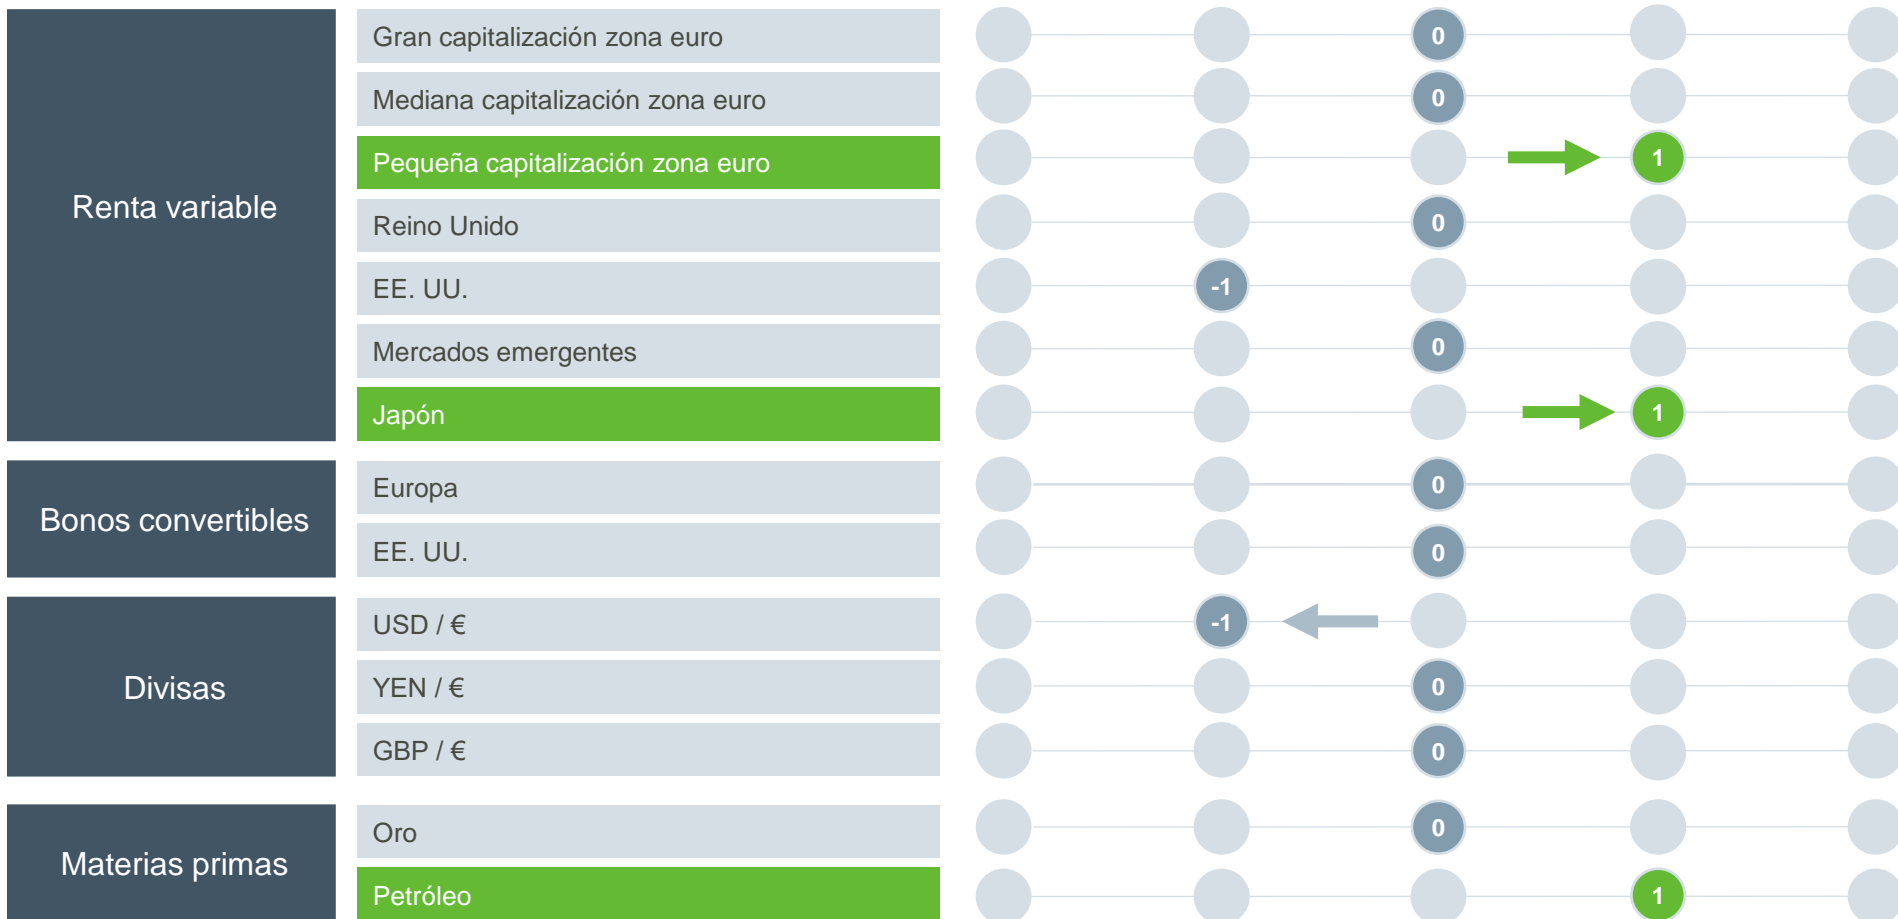 Renta variable
Gran capitalización zona euro 0
Mediana capitalización zona euro 0
Pequeña capitalización zona euro 1
Reino Unido 0
EE. UU. -1
Mercados emergentes 0
Japón 1
Bonos convertibles
Europa 0
EE. UU. 0
Divisas
USD / € -1
YEN / € 0
GBP / € 0
Materias primas
Oro 0
Petróleo 1